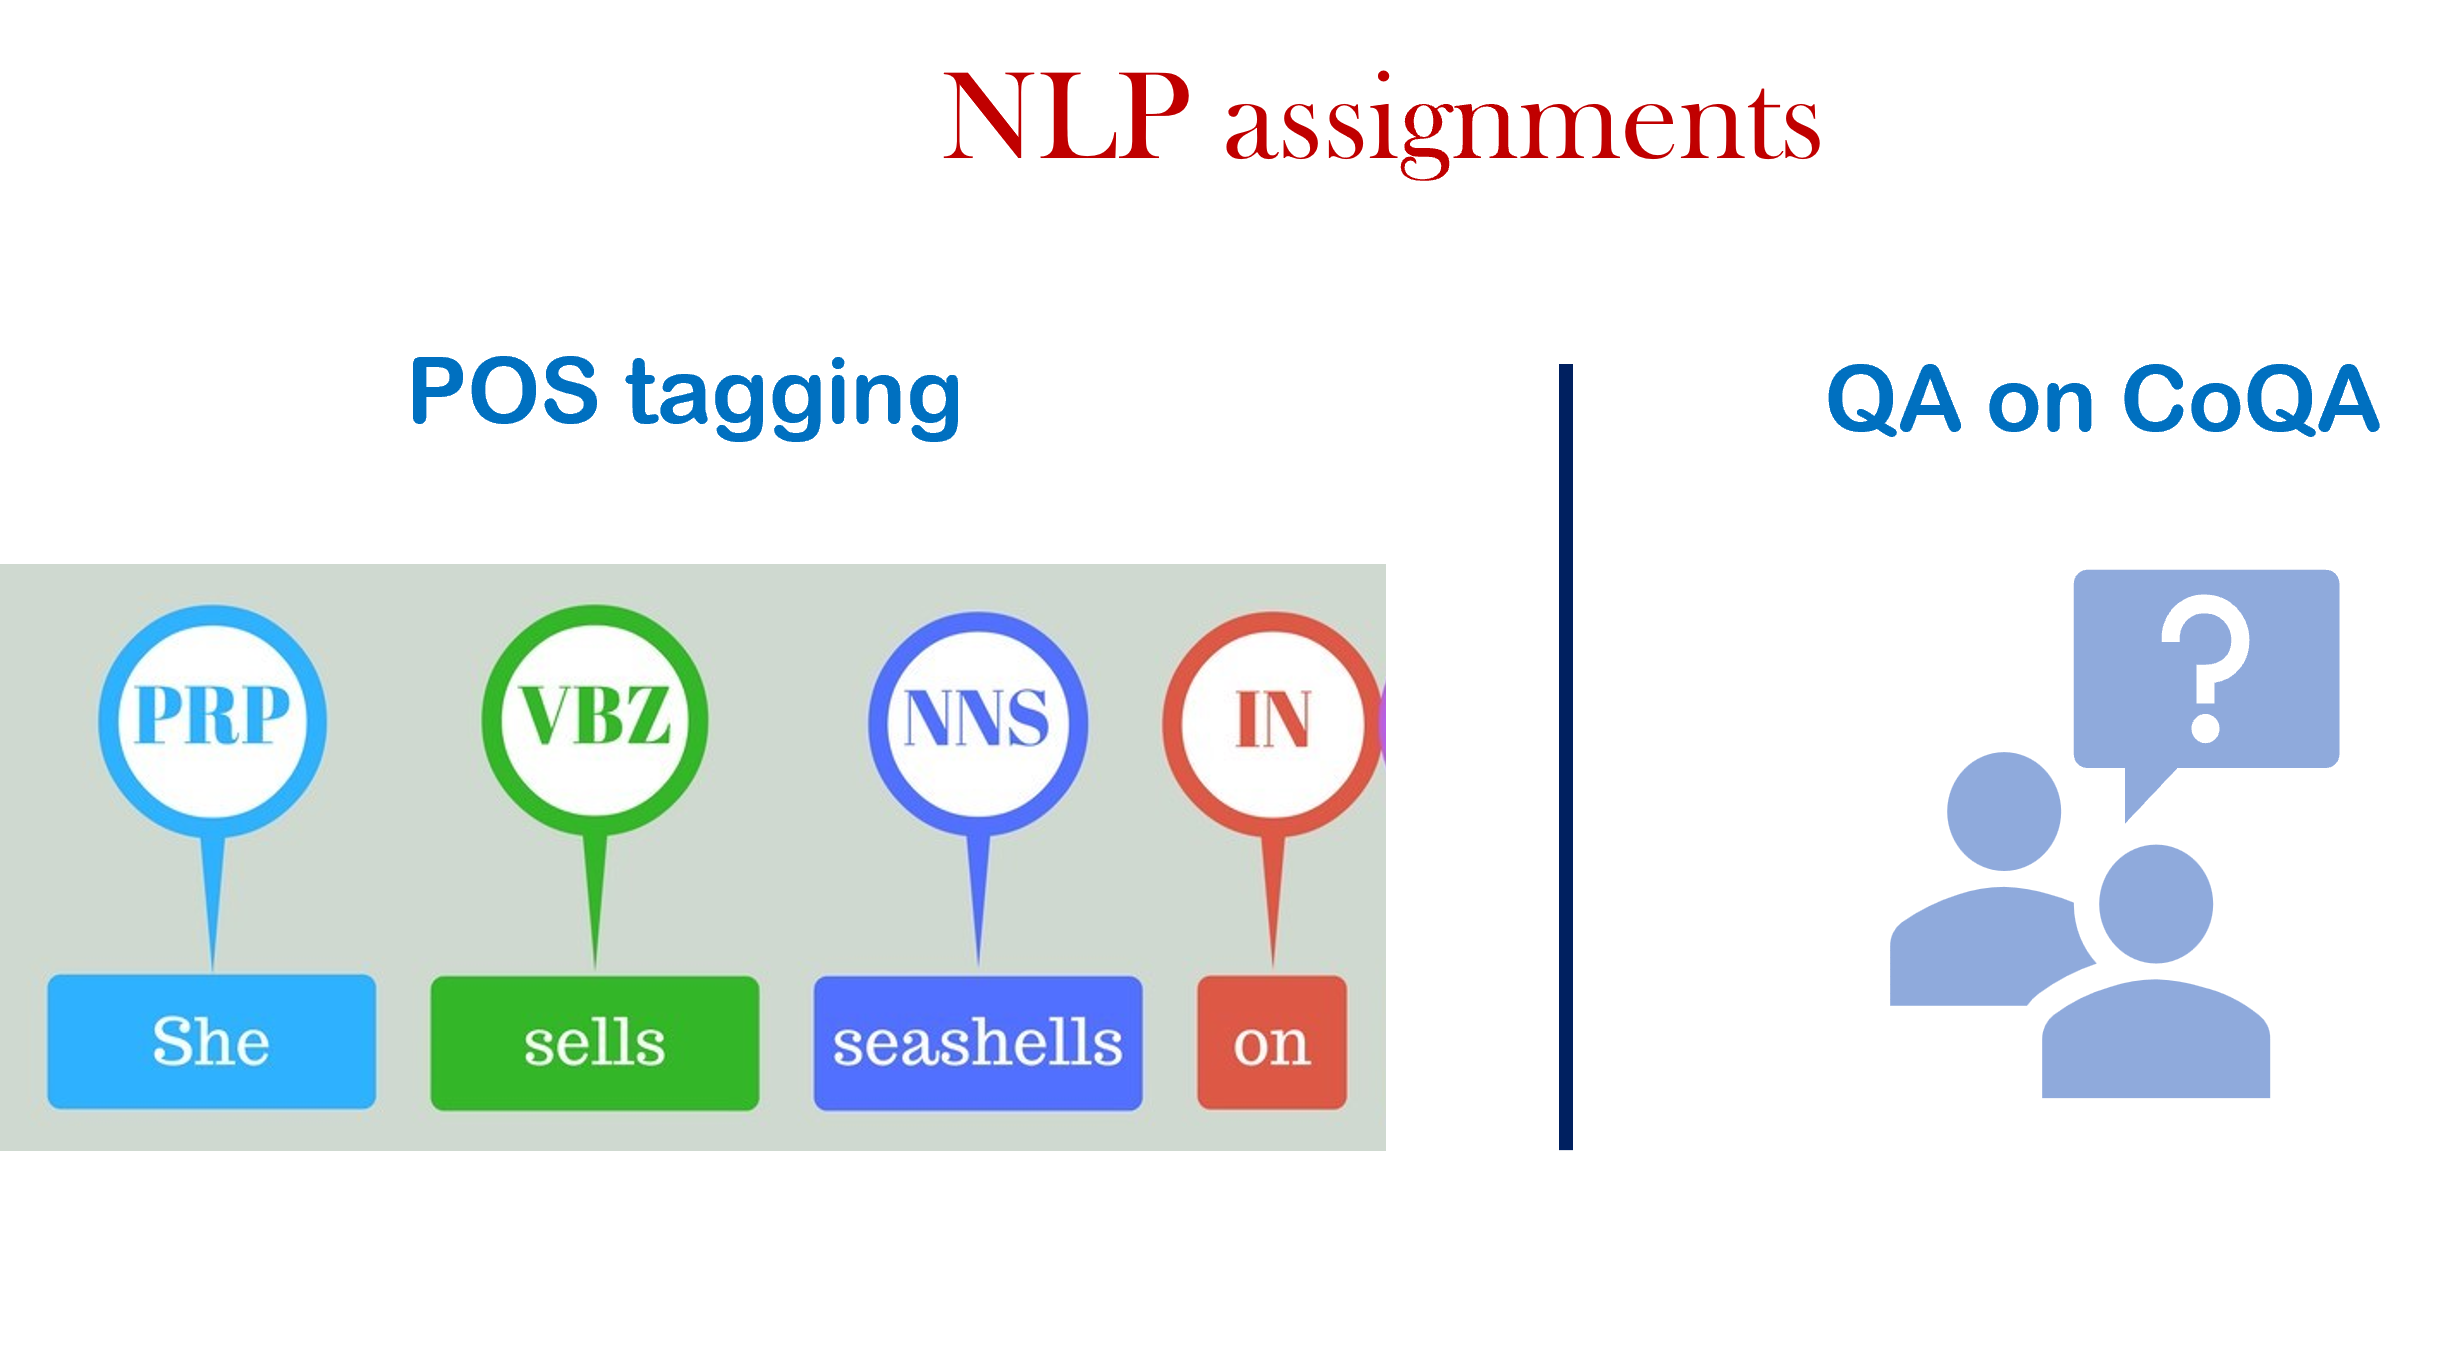 NLP assignments
POS tagging
PRP VBZ NNS IN
She sells seashells on
QA on CoQA
?